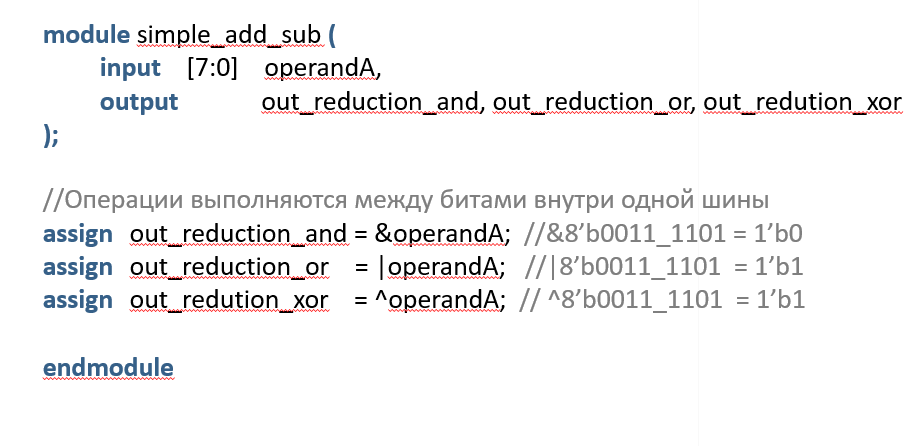 module simple_add_sub (
input [7:0] operandA,
output out_reduction_and, out_reduction_or, out_redution_xor
);
//Операции выполняются между битами внутри одной шины
assign out_reduction_and = &operandA; //&8’b0011_1101 = 1’b0
assign out_reduction_or = |operandA; //|8’b0011_1101 = 1’b1
assign out_redution_xor = ^operandA; // ^8’b0011_1101 = 1’b1
endmodule